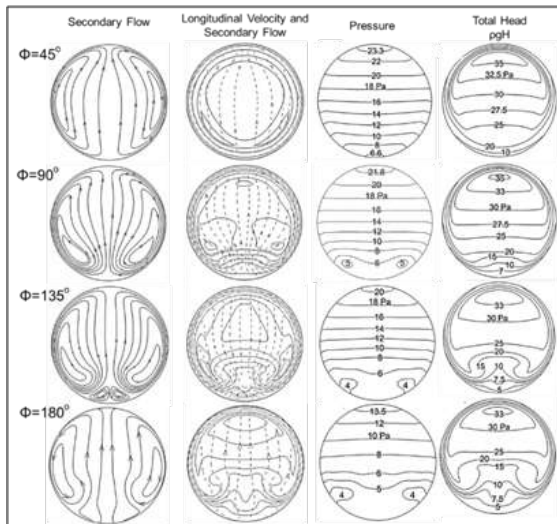 Secondary Flow
Longitudinal Velocity and
Secondary Flow
Pressure
Total Head
ρgH
Φ=45°
23.3
22
20
18 Pa
16
14
12
10
8
6.6
33
32.5 Pa
30
27.5
25
20 10
Φ=90°
21.8
20
18 Pa
16
14
12
10
8
5 6 5
35
33
30 Pa
27.5
25
20
15 10
7
Φ=135°
20
18 Pa
16
14
12
10
8
6
4 4
33
30 Pa
25
20
15 10
7.5
5
Φ=180°
13.5
12
10 Pa
8
6
5
4 4
33
30 Pa
25
20 15
10
7.5
5